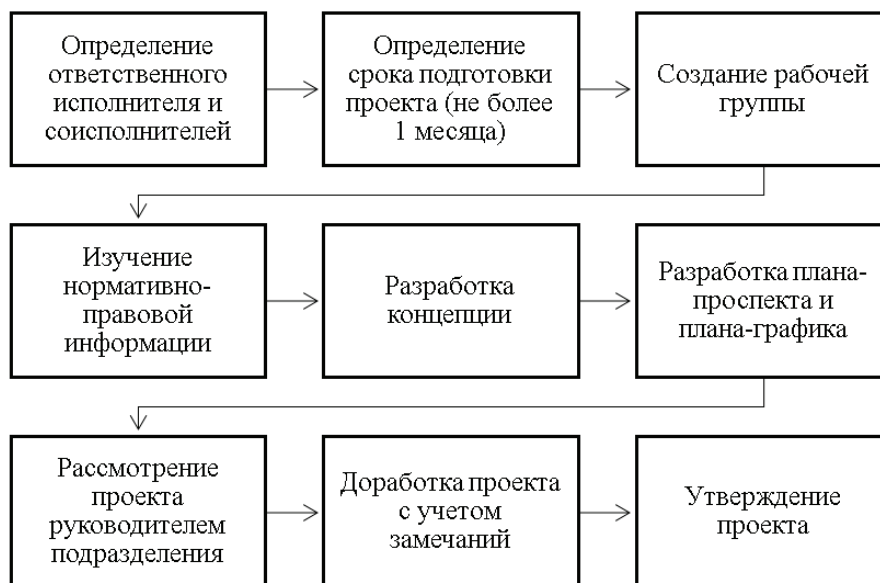 Определение
ответственного
исполнителя и
соисполнителей
Определение
срока подготовки
проекта (не более
1 месяца)
Создание рабочей
группы
Изучение
нормативно-
правовой
информации
Разработка
концепции
Разработка плана-
проспекта и
плана-графика
Рассмотрение
проекта
руководителем
подразделения
Доработка проекта
с учетом
замечаний
Утверждение
проекта